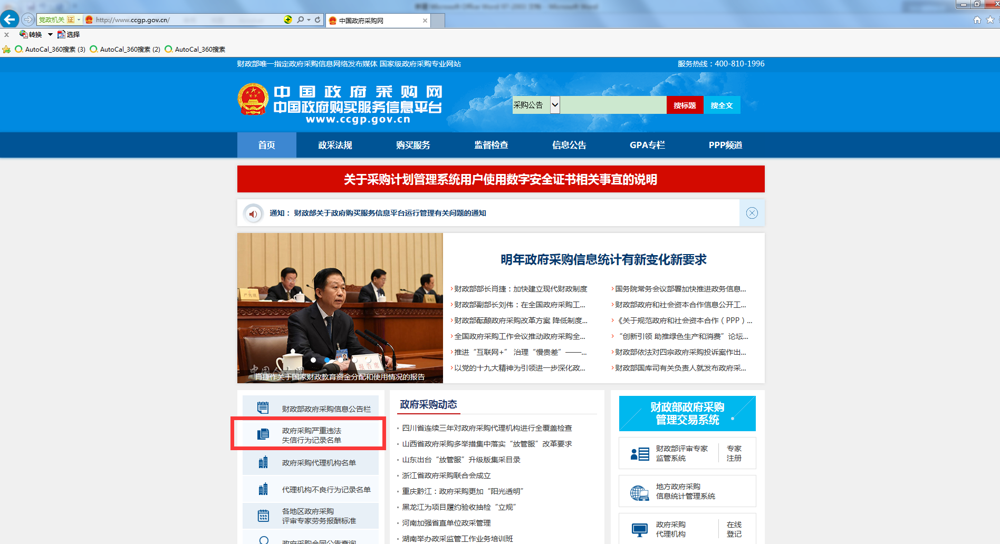 党政机关 证 http://www.ccgp.gov.cn/ 中国政府采购网
转换 选择
AutoCal_360搜索 (3) AutoCal_360搜索 (2) AutoCal_360搜索
财政部唯一指定政府采购信息网络发布媒体 国家级政府采购专业网站
服务热线：400-810-1996
中国政府采购网
中国政府购买服务信息平台
www.ccgp.gov.cn
采购公告 搜标题 搜全文
首页 政采法规 购买服务 监督检查 信息公告 GPA专栏 PPP频道
关于采购计划管理系统用户使用数字安全证书相关事宜的说明
通知： 财政部关于政府购买服务信息平台运行管理有关问题的通知
肖捷作关于国家财政教育资金分配和使用情况的报告
明年政府采购信息统计有新变化新要求
财政部部长肖捷：加快建立现代财政制度
财政部副部长刘伟：在全国政府采购工...
财政部酝酿政府采购改革方案 降低制度...
全国政府采购工作会议推动政府采购全...
推进“互联网+” 治理“慢贵差”——...
以党的十九大精神为引领进一步深化政...
国务院常务会议部署加快推进政务信息...
财政部政府和社会资本合作信息公开工...
《关于规范政府和社会资本合作（PPP）...
“创新引领 助推绿色生产和消费”论坛...
财政部依法对四宗政府采购投诉案作出...
财政部国库司有关负责人就发布政府采...
财政部政府采购信息公告栏
政府采购严重违法
失信行为记录名单
政府采购代理机构名单
代理机构不良行为记录名单
各地区政府采购
评审专家劳务报酬标准
政府采购合同公告查询
政府采购动态
四川省连续三年对政府采购代理机构进行全覆盖检查
山西省政府采购多举措集中落实“放管服”改革要求
山东出台“放管服”升级版集采目录
浙江省政府采购联合会成立
重庆黔江：政府采购更加“阳光透明”
黑龙江为项目履约验收抽检“立规”
河南加强省直单位政采管理
湖南举办政采监管工作业务培训班
财政部政府采购
管理交易系统
财政部评审专家
监管系统
专家
注册
地方政府采购
信息统计管理系统
政府采购
代理机构
在线
登记